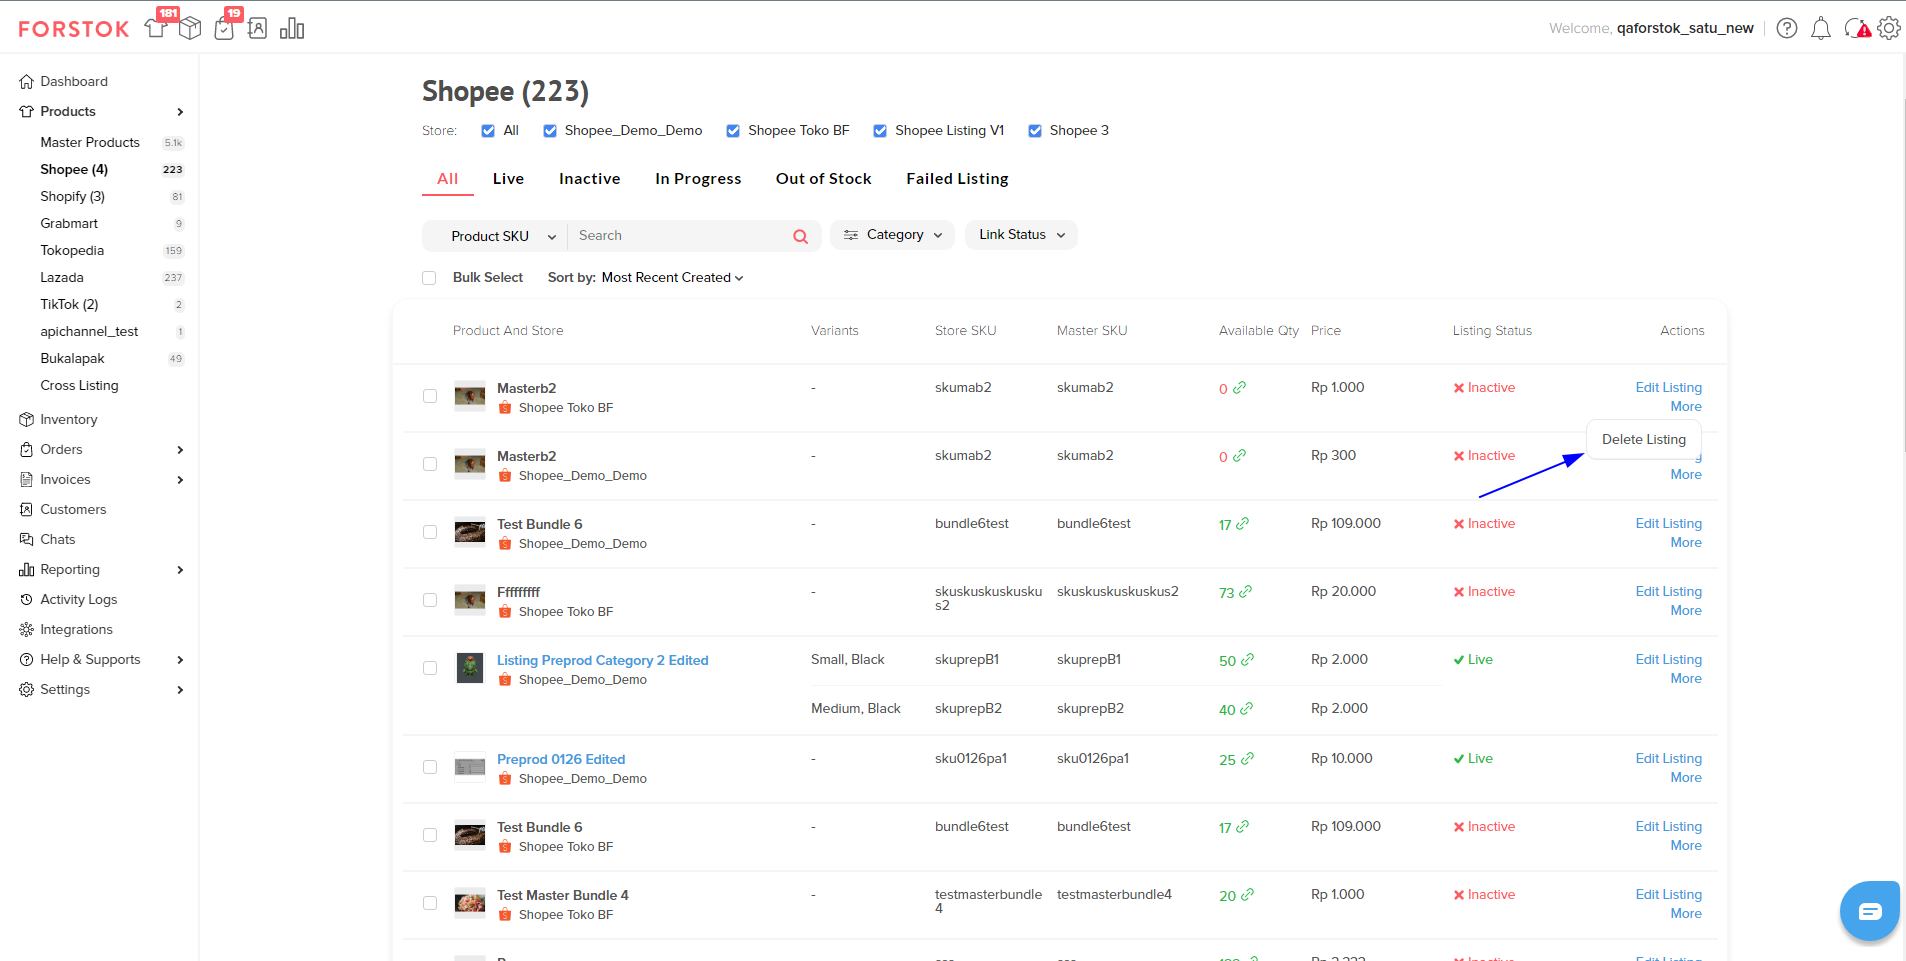 FORSTOK
181
19
Welcome, qaforstok_satu_new
Dashboard
Products
Master Products 5.1k
Shopee (4) 223
Shopify (3) 81
Grabmart 9
Tokopedia 159
Lazada 237
TikTok (2) 2
apichannel_test 1
Bukalapak 49
Cross Listing
Inventory
Orders
Invoices
Customers
Chats
Reporting
Activity Logs
Integrations
Help & Supports
Settings
Shopee (223)
Store: All Shopee_Demo_Demo Shopee Toko BF Shopee Listing V1 Shopee 3
All Live Inactive In Progress Out of Stock Failed Listing
Product SKU Search Category Link Status
Bulk Select Sort by: Most Recent Created
Product And Store Variants Store SKU Master SKU Available Qty Price Listing Status Actions
Masterb2 - skumab2 skumab2 0 Rp 1.000 Inactive Edit Listing
Shopee Toko BF More
Delete Listing
Masterb2 - skumab2 skumab2 0 Rp 300 Inactive
Shopee_Demo_Demo More
Test Bundle 6 - bundle6test bundle6test 17 Rp 109.000 Inactive Edit Listing
Shopee_Demo_Demo More
Ffffffffff - skuskuskuskusku skuskuskuskuskus2 73 Rp 20.000 Inactive Edit Listing
Shopee Toko BF us2 More
Listing Preprod Category 2 Edited Small, Black skuprepB1 skuprepB1 50 Rp 2.000 Live Edit Listing
Shopee_Demo_Demo More
Medium, Black skuprepB2 skuprepB2 40 Rp 2.000
Preprod 0126 Edited - sku0126pa1 sku0126pa1 25 Rp 10.000 Live Edit Listing
Shopee_Demo_Demo More
Test Bundle 6 - bundle6test bundle6test 17 Rp 109.000 Inactive Edit Listing
Shopee Toko BF More
Test Master Bundle 4 - testmasterbundle testmasterbundle4 20 Rp 1.000 Inactive Edit Listing
Shopee Toko BF 4 More